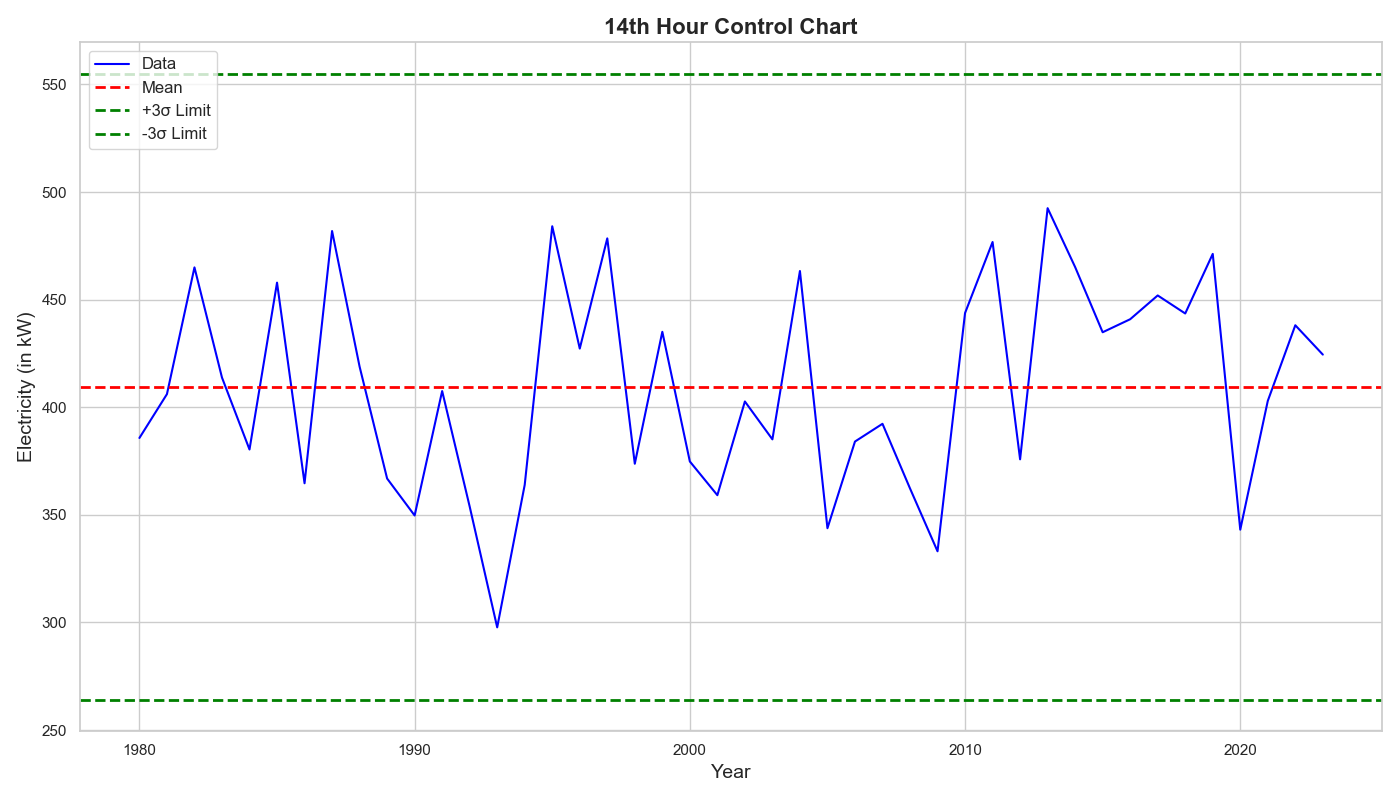 14th Hour Control Chart
Data
Mean
+3σ Limit
-3σ Limit
Electricity (in kW)
550
500
450
400
350
300
250
1980
1990
2000
2010
2020
Year